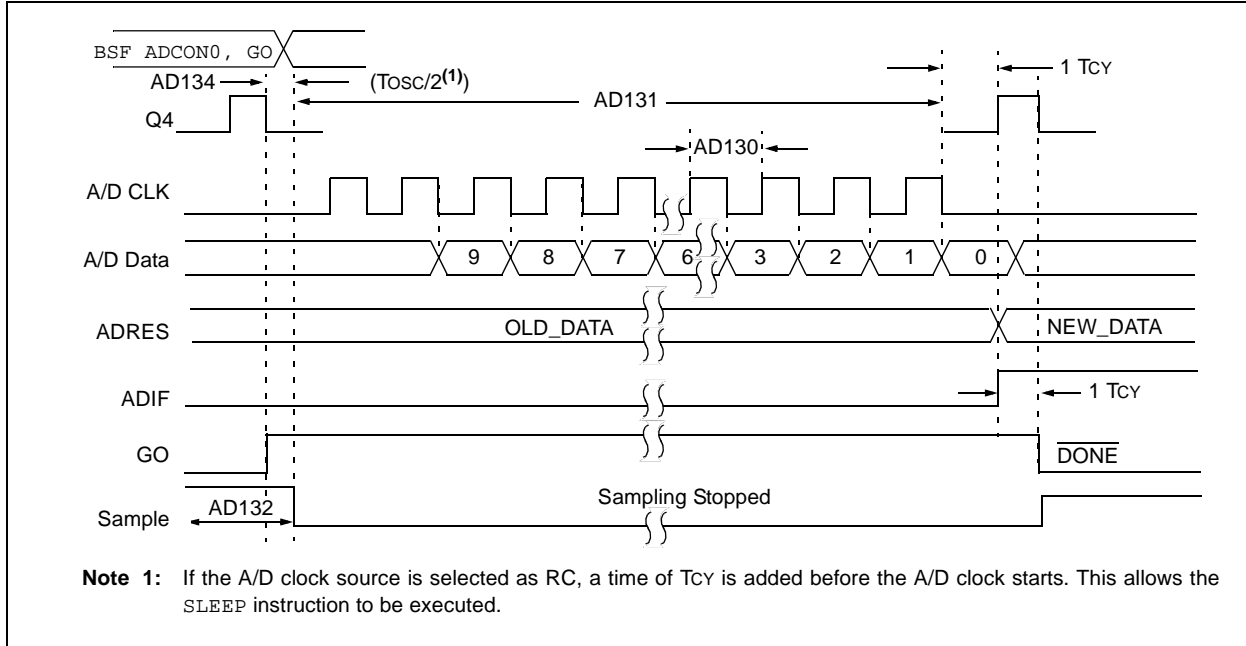 BSF ADCON0, GO
AD134
(TOSC/2(1))
1 TCY
AD131
Q4
AD130
A/D CLK
A/D Data
9 8 7 6 3 2 1 0
ADRES
OLD_DATA
NEW_DATA
ADIF
1 TCY
GO
DONE
Sampling Stopped
AD132
Sample
Note 1: If the A/D clock source is selected as RC, a time of TCY is added before the A/D clock starts. This allows the
SLEEP instruction to be executed.